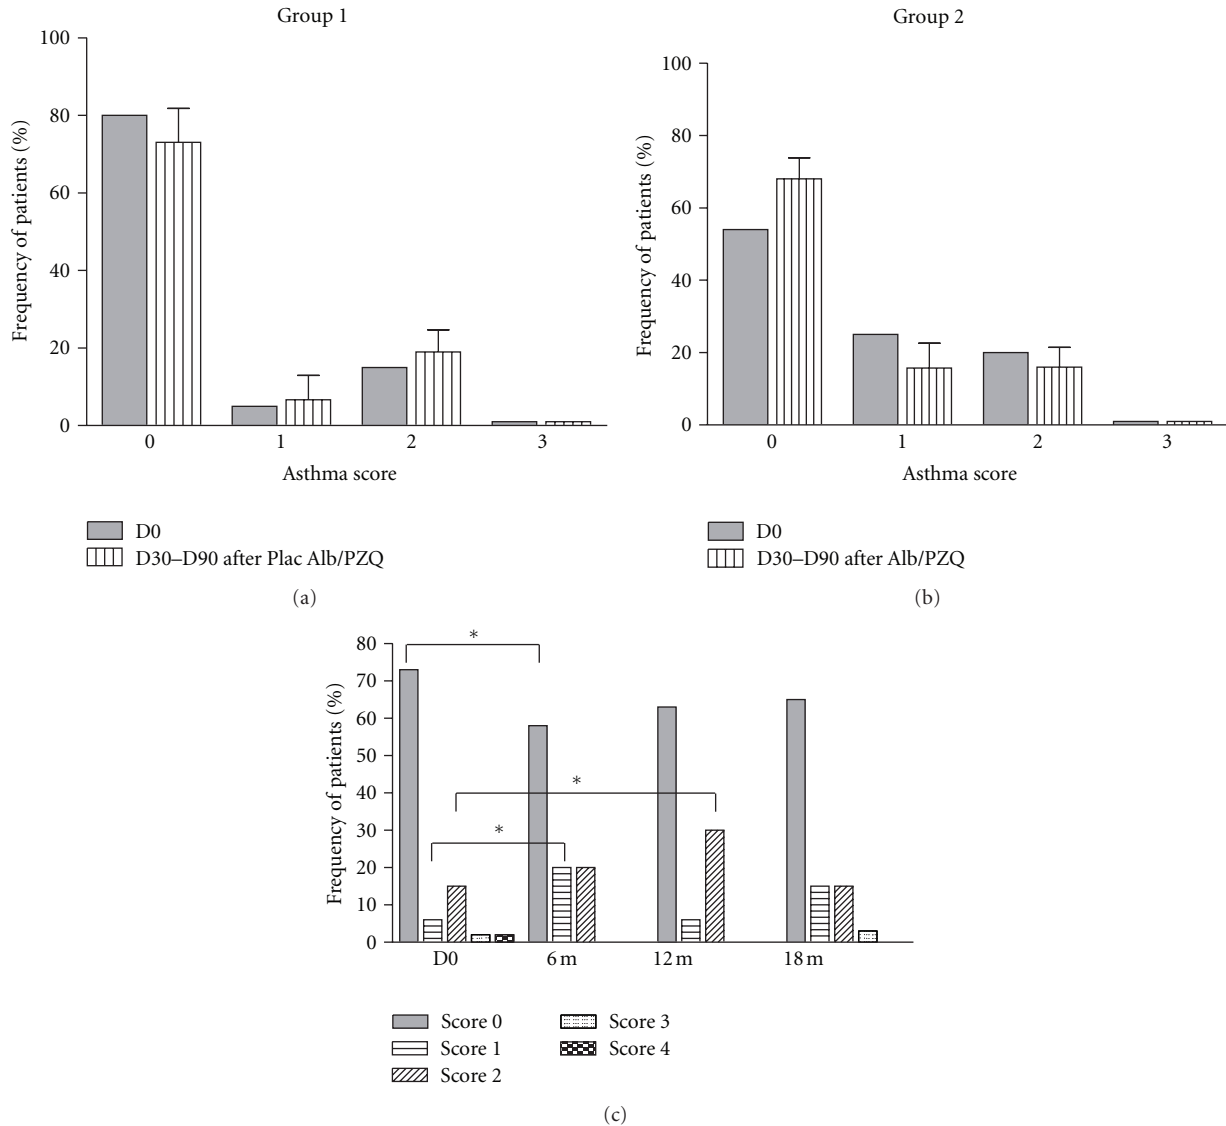 Group 1
100
80
60
40
20
0
Frequency of patients (%)
0 1 2 3
Asthma score
D0
D30–D90 after Plac Alb/PZQ
(a)
Group 2
100
80
60
40
20
0
Frequency of patients (%)
0 1 2 3
Asthma score
D0
D30–D90 after Alb/PZQ
(b)
80
70
60
50
40
30
20
10
0
Frequency of patients (%)
*
*
*
D0 6 m 12 m 18 m
Score 0
Score 1
Score 2
Score 3
Score 4
(c)